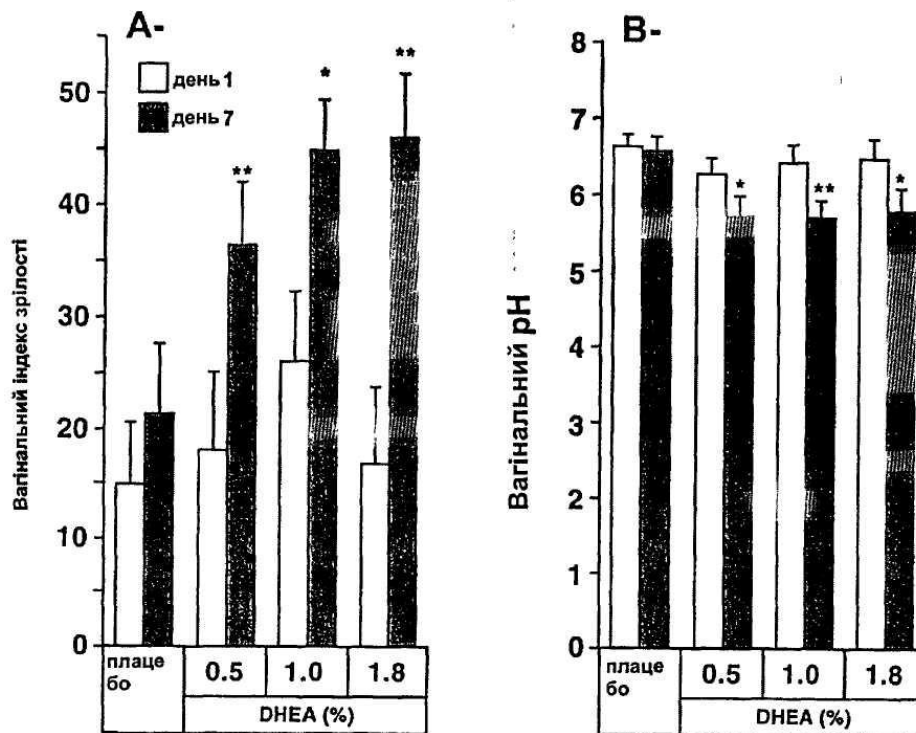 A-
день 1
день 7
Вагінальний індекс зрілості
50
40
30
20
10
0
**
*
**
плаце
бо
0.5
1.0
1.8
DHEA (%)
B-
Вагінальний pH
8
7
6
5
4
3
2
1
0
*
**
*
плаце
бо
0.5
1.0
1.8
DHEA (%)